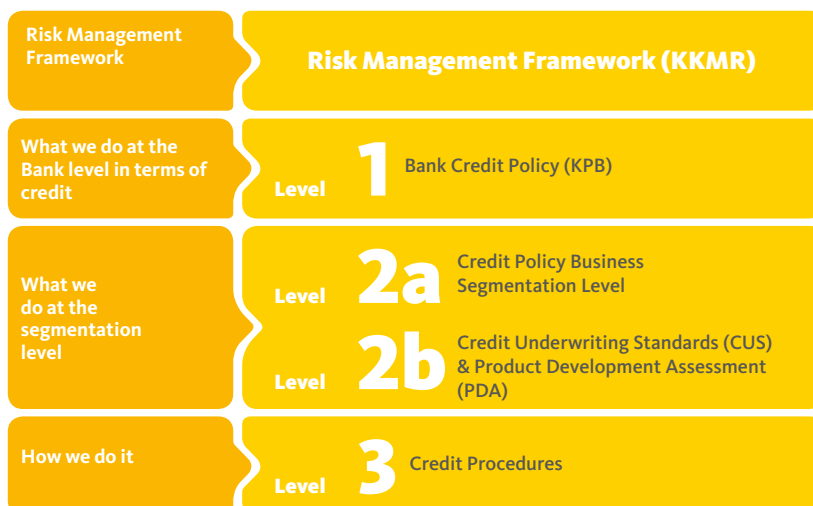 Risk Management
Framework
Risk Management Framework (KKMR)
What we do at the
Bank level in terms of
credit
Level 1 Bank Credit Policy (KPB)
What we
do at the
segmentation
level
Level 2a Credit Policy Business
Segmentation Level
Level 2b Credit Underwriting Standards (CUS)
& Product Development Assessment
(PDA)
How we do it
Level 3 Credit Procedures